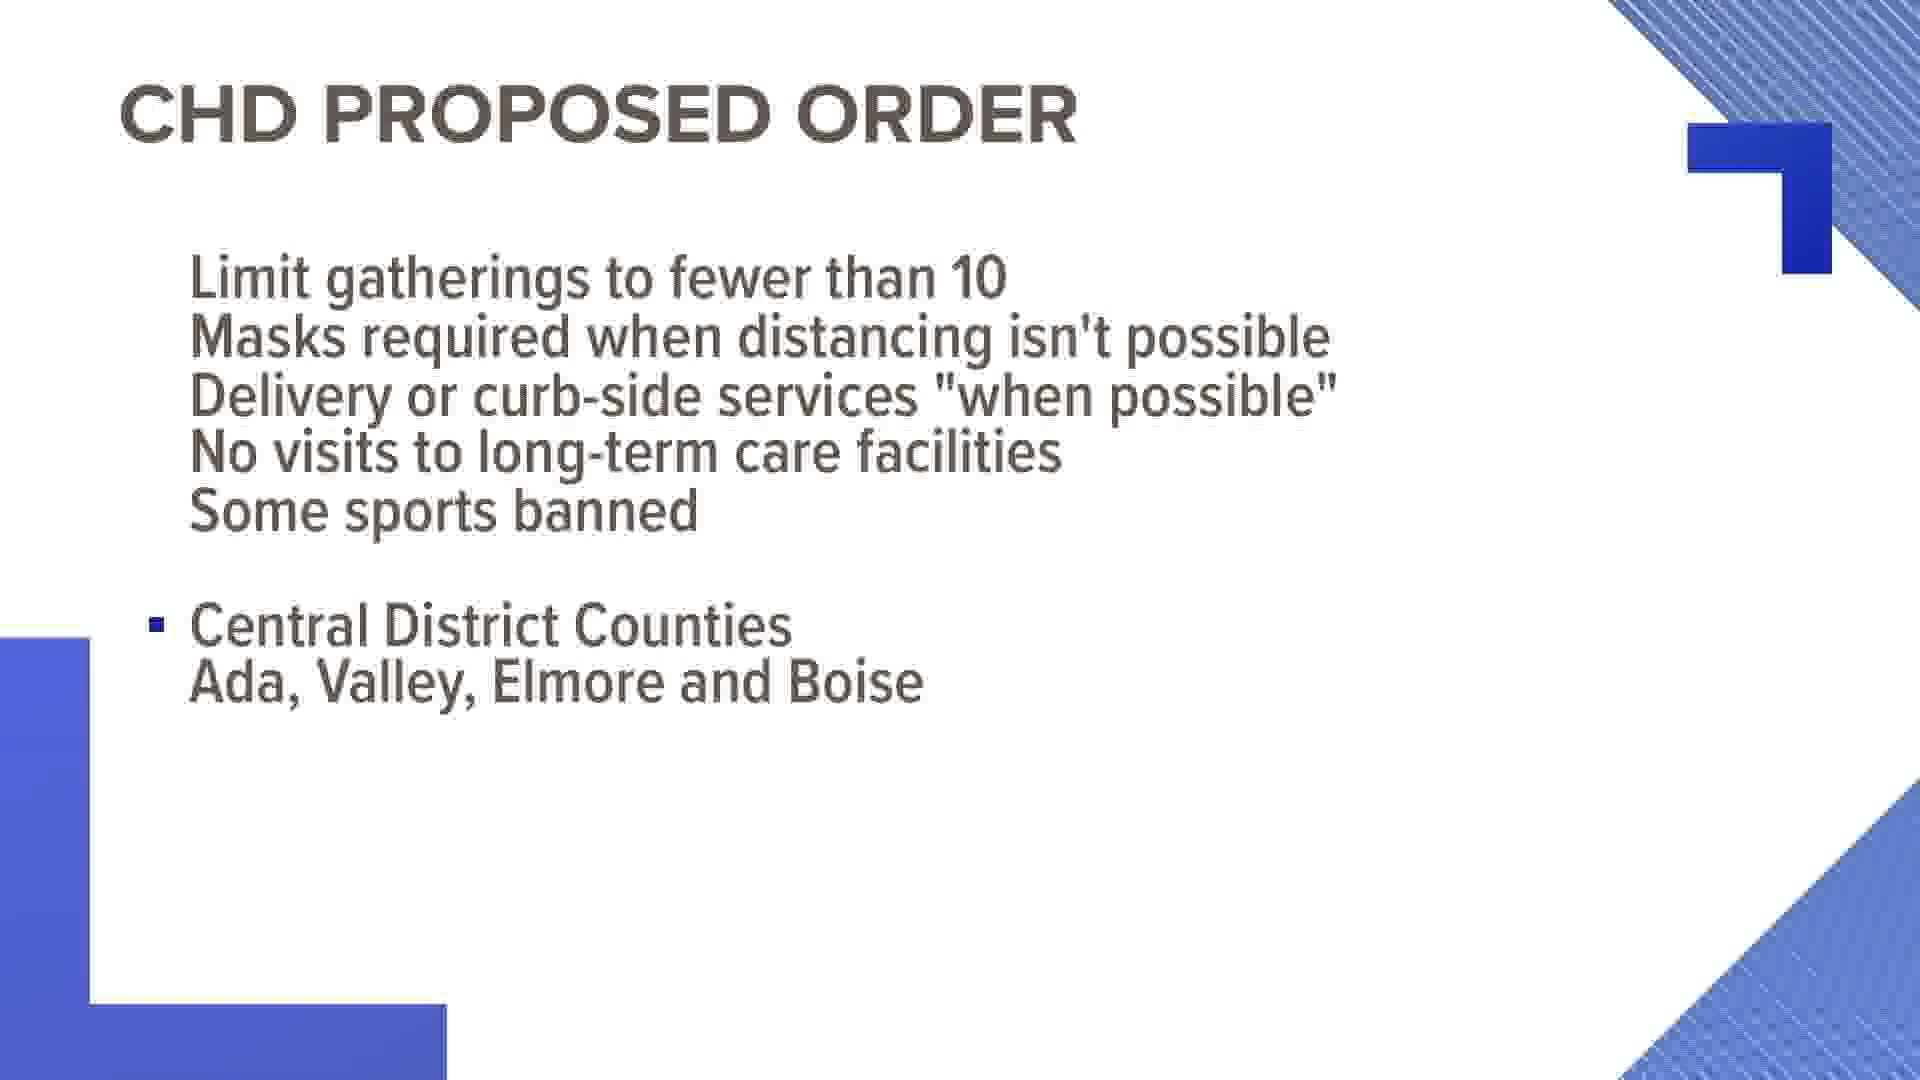 CHD PROPOSED ORDER
Limit gatherings to fewer than 10
Masks required when distancing isn't possible
Delivery or curb-side services "when possible"
No visits to long-term care facilities
Some sports banned
Central District Counties
Ada, Valley, Elmore and Boise